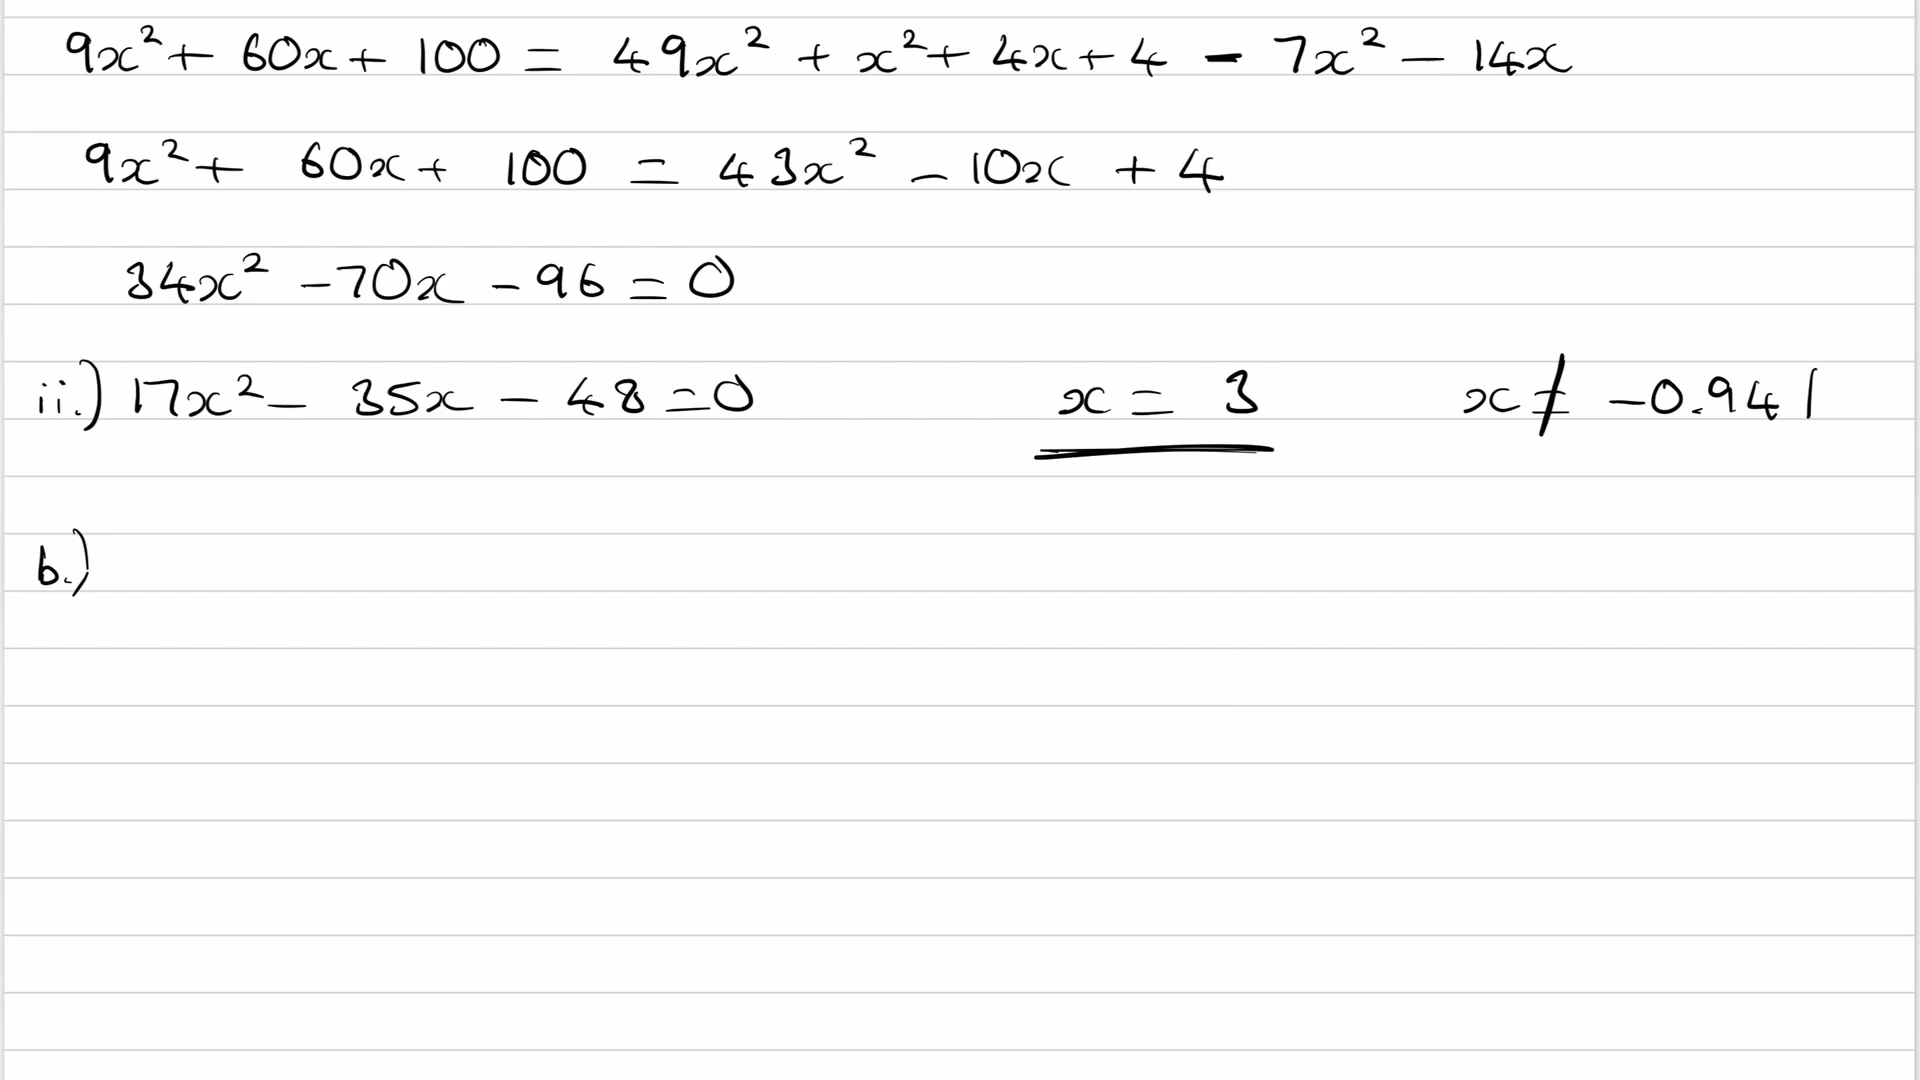 9x² + 60x + 100 = 49x² + x² + 4x + 4 - 7x² - 14x
9x² + 60x + 100 = 43x² - 10x + 4
34x² - 70x - 96 = 0
ii.) 17x² - 35x - 48 = 0 x = 3 x ≠ -0.941
b.)